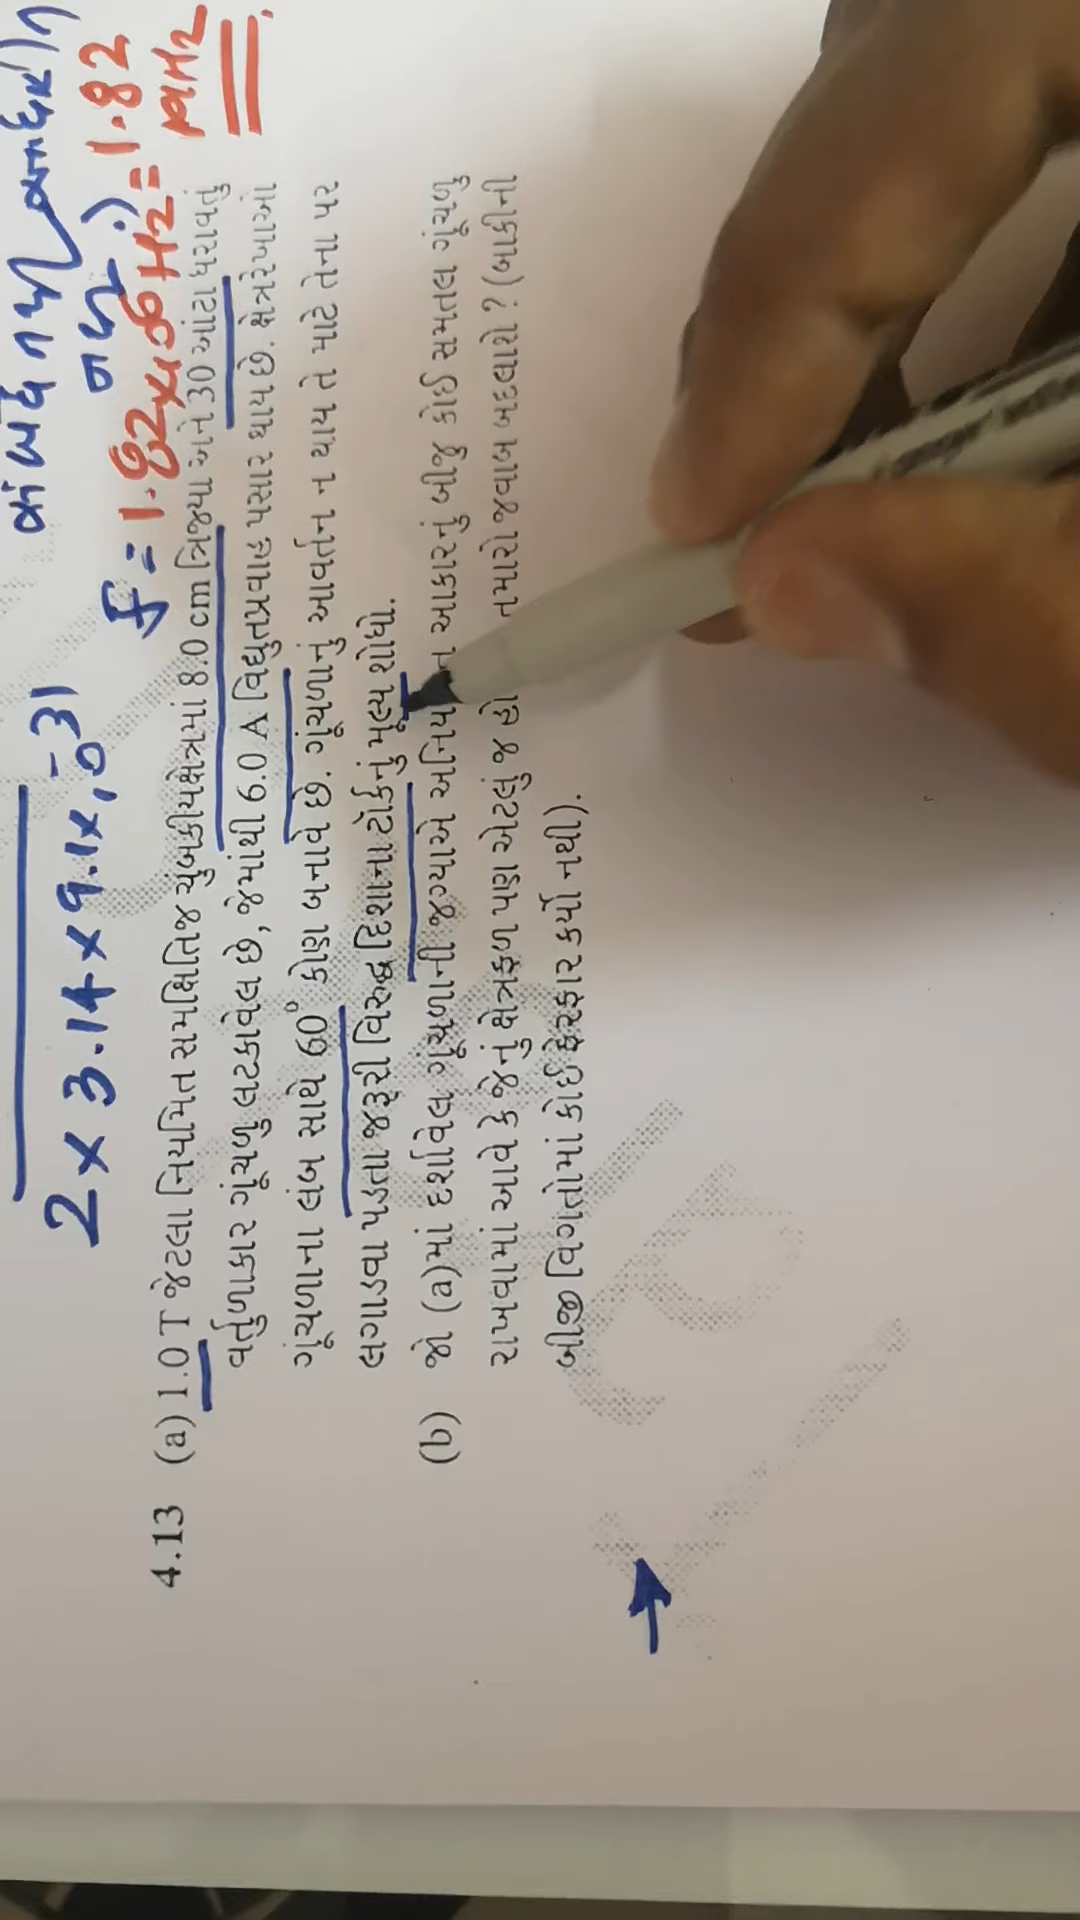 2 x 3.14 x 9.1 x 10⁻³¹
f = 1.82 x 10⁶ Hz = 1.82
MHz
4.13 (a) 1.0 T જેટલા નિયમિત સમક્ષિતિજ ચુંબકીયક્ષેત્રમાં 8.0 cm ત્રિજ્યા અને 30 આંટા ધરાવતું
વર્તુળાકાર ગૂંચળુ લટકાવેલ છે, જેમાંથી 6.0 A વિદ્યુતપ્રવાહ પસાર થાય છે. ક્ષેત્રરેખાઓ
ગૂંચળાના લંબ સાથે 60° કોણ બનાવે છે. ગૂંચળાનું આવર્તન ન થાય તે માટે તેના પર
લગાડવા પડતા જરૂરી વિરુદ્ધ દિશાના ટોર્કનું મૂલ્ય શોધો.
(b) જો (a)માં દર્શાવેલ ગૂંચળાની જગ્યાએ આકારનું બીજુ કોઈ સમતલ ગૂંચળુ
રાખવામાં આવે કે જેનું ક્ષેત્રફળ પણ એટલું જ તમારો જવાબ બદલાશે ? (બાકીની
બીજી વિગતોમાં કોઈ ફેરફાર કર્યો નથી).